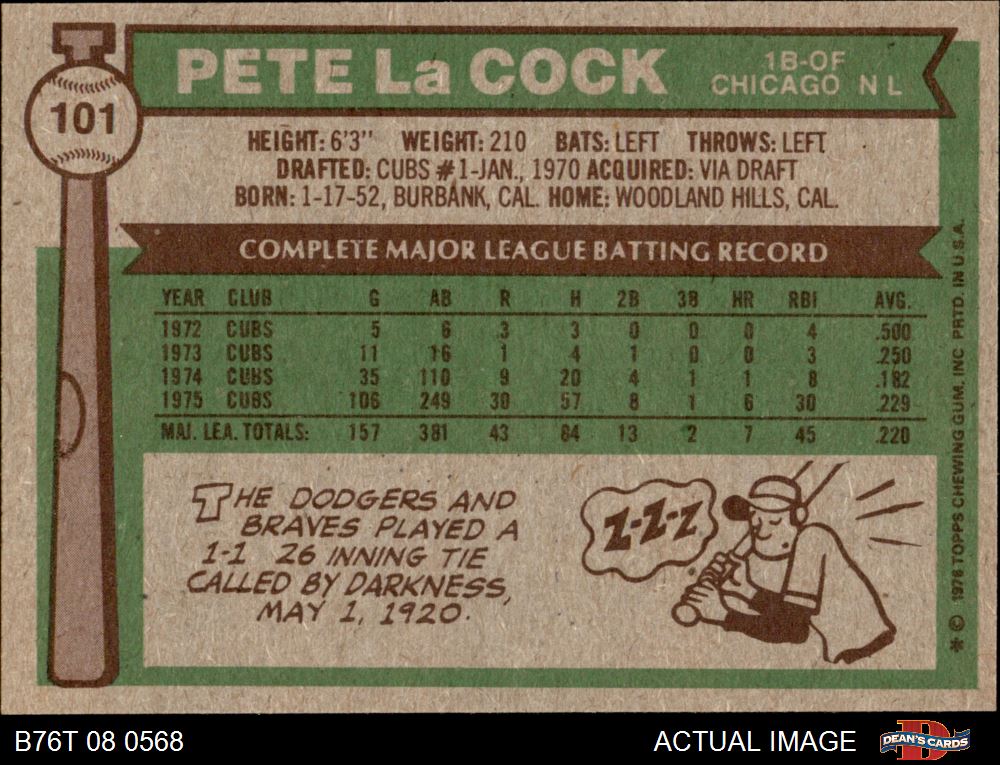 PETE La COCK
1B-OF
CHICAGO N L
101
HEIGHT: 6'3" WEIGHT: 210 BATS: LEFT THROWS: LEFT
DRAFTED: CUBS #1-JAN., 1970 ACQUIRED: VIA DRAFT
BORN: 1-17-52, BURBANK, CAL. HOME: WOODLAND HILLS, CAL.
COMPLETE MAJOR LEAGUE BATTING RECORD
YEAR CLUB G AB R H 2B 3B HR RBI AVG.
1972 CUBS 5 6 3 3 0 0 0 4 .500
1973 CUBS 11 16 1 4 1 0 0 3 .250
1974 CUBS 35 110 9 20 4 1 1 8 .182
1975 CUBS 106 249 30 57 8 1 6 30 .229
MAJ. LEA. TOTALS: 157 381 43 84 13 2 7 45 .220
THE DODGERS AND
BRAVES PLAYED A
1-1 26 INNING TIE
CALLED BY DARKNESS,
MAY 1, 1920.
Z-Z-Z
* © 1976 TOPPS CHEWING GUM, INC PRTD. IN U.S.A.
B76T 08 0568
ACTUAL IMAGE
D
DEAN'S CARDS